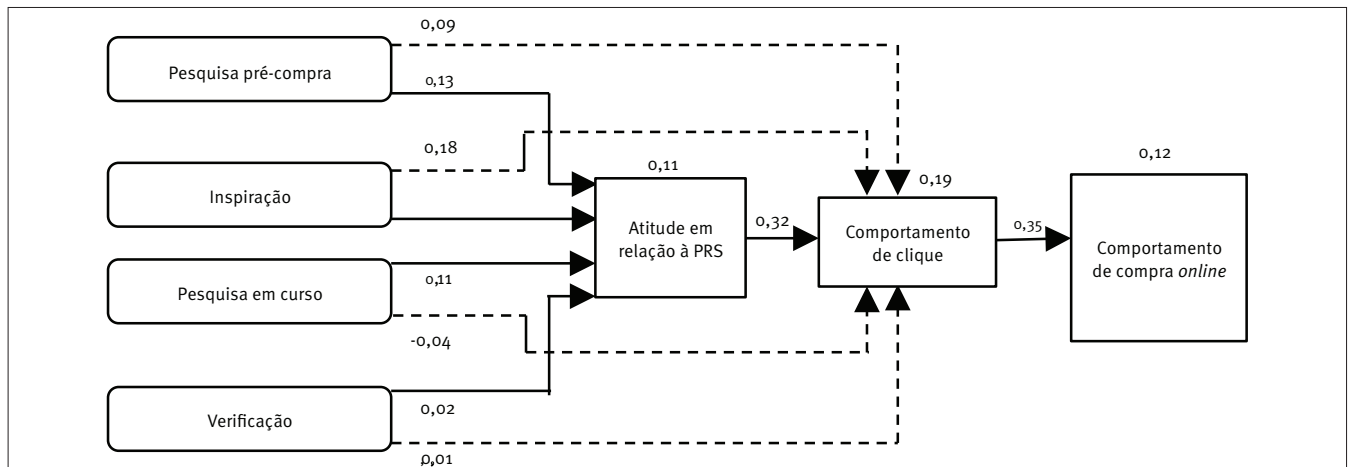 0,09
Pesquisa pré-compra
0,13
0,18
Inspiração
0,11
Atitude em
relação à PRS
0,32
0,19
Comportamento
de clique
0,35
0,12
Comportamento
de compra online
Pesquisa em curso
0,11
-0,04
Verificação
0,02
0,01